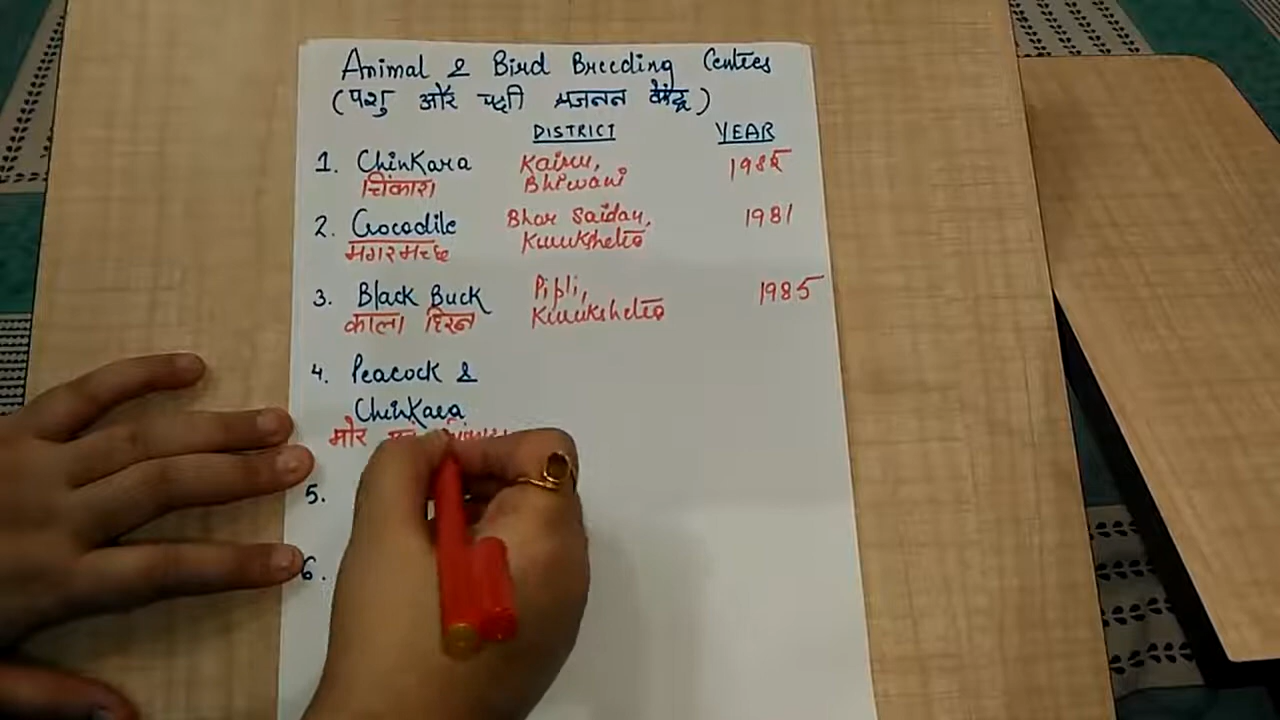 Animal & Bird Breeding Centres
(पशु और पक्षी प्रजनन केंद्र)
DISTRICT YEAR
1. Chinkara Kairu, 1985
चिंकारा Bhiwani
2. Crocodile Bhor Saidan, 1981
मगरमच्छ Kurukshetra
3. Black Buck Pipli, 1985
काला हिरन Kurukshetra
4. Peacock &
Chinkara
मोर
5.
6.